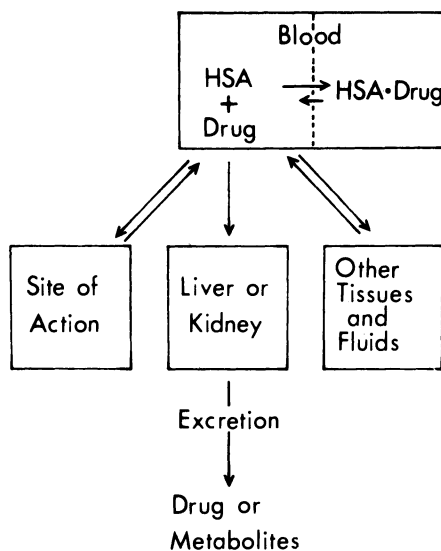 Blood
HSA
+
Drug
HSA•Drug
Site of
Action
Liver or
Kidney
Other
Tissues
and
Fluids
Excretion
Drug or
Metabolites